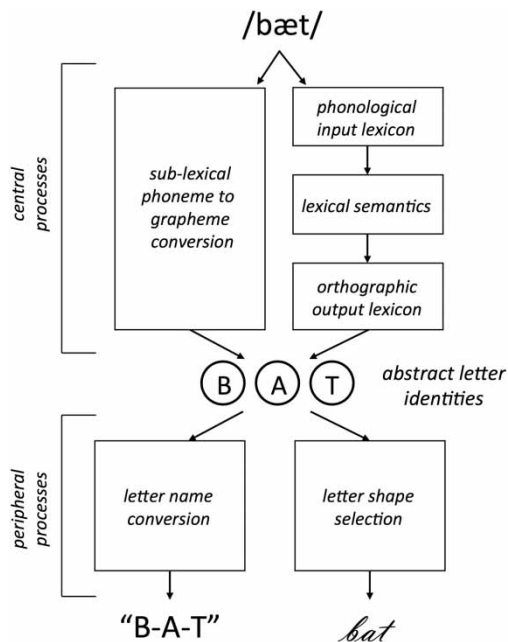 /bæt/
central
processes
sub-lexical
phoneme to
grapheme
conversion
phonological
input lexicon
lexical semantics
orthographic
output lexicon
B A T
abstract letter
identities
peripheral
processes
letter name
conversion
letter shape
selection
“B-A-T”
bat